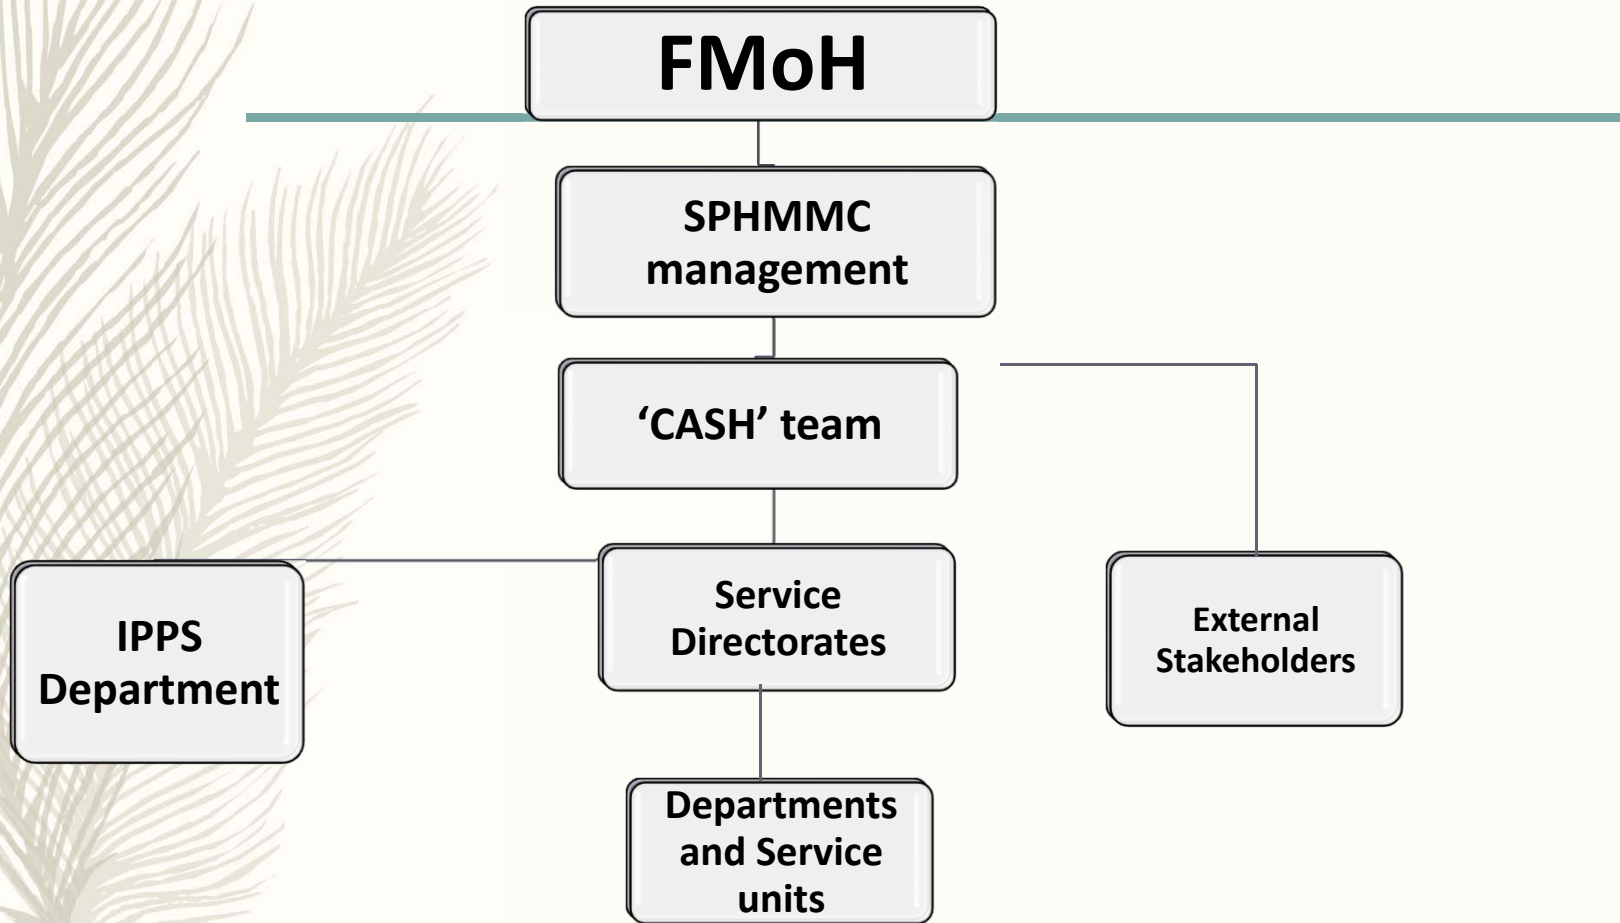 FMoH
SPHMMC
management
‘CASH’ team
IPPS
Department
Service
Directorates
External
Stakeholders
Departments
and Service
units